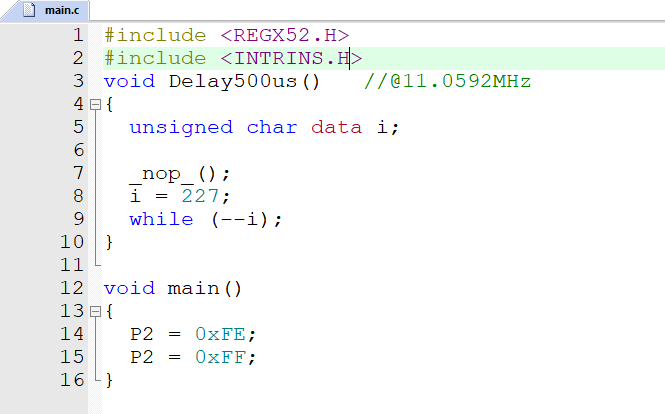 main.c
1 #include <REGX52.H>
2 #include <INTRINS.H>
3 void Delay500us()   //@11.0592MHz
4 {
5   unsigned char data i;
6
7   _nop_();
8   i = 227;
9   while (--i);
10 }
11
12 void main()
13 {
14   P2 = 0xFE;
15   P2 = 0xFF;
16 }